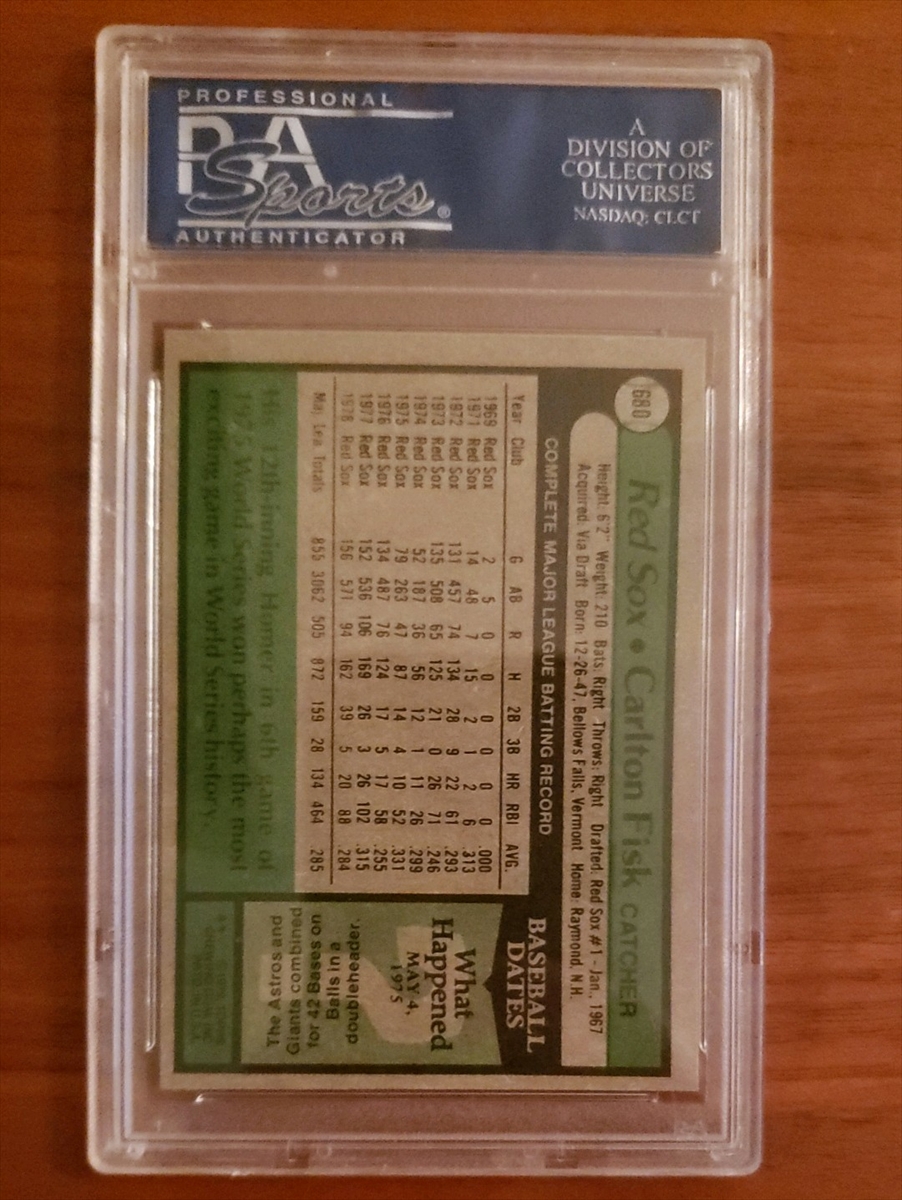 PROFESSIONAL
PSA
Sports®
AUTHENTICATOR
A
DIVISION OF
COLLECTORS
UNIVERSE
NASDAQ: CLCT
680
Red Sox • Carlton Fisk CATCHER
Height: 6'2" Weight: 210 Bats: Right Throws: Right Drafted: Red Sox #1 - Jan., 1967
Acquired: Via Draft Born: 12-26-47, Bellows Falls, Vermont Home: Raymond, N.H.
COMPLETE MAJOR LEAGUE BATTING RECORD
Year Club G AB R H 2B 3B HR RBI AVG.
1969 Red Sox 2 5 0 0 0 0 0 0 .000
1971 Red Sox 14 48 7 15 2 1 2 6 .313
1972 Red Sox 131 457 74 134 28 9 22 61 .293
1973 Red Sox 135 508 65 125 21 0 26 71 .246
1974 Red Sox 52 187 36 56 12 1 11 26 .299
1975 Red Sox 79 263 47 87 14 4 10 52 .331
1976 Red Sox 134 487 76 124 17 5 17 58 .255
1977 Red Sox 152 536 106 169 26 3 26 102 .315
1978 Red Sox 156 571 94 162 39 5 20 88 .284
Maj. Lea. Totals 855 3062 505 872 159 28 134 464 .285
His 12th-inning Homer in 6th game of
1975 World Series won perhaps the most
exciting game in World Series history.
BASEBALL
DATES
What
Happened
MAY 4,
1975
The Astros and
Giants combined
for 42 Bases on
Balls in a
doubleheader.